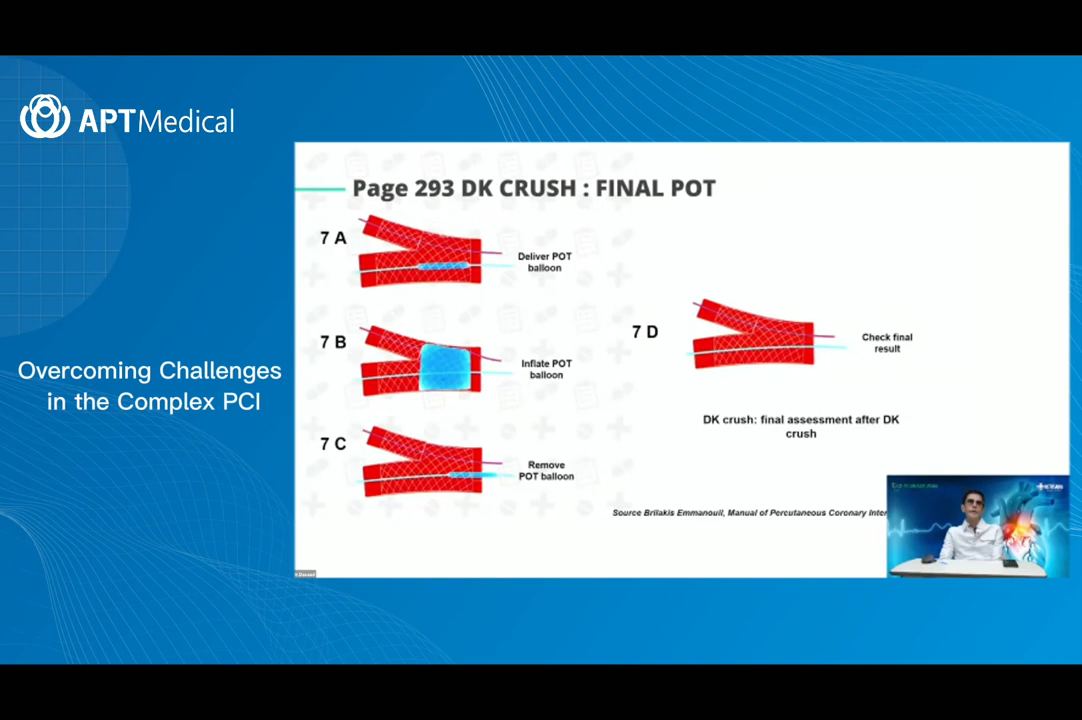 APTMedical
Page 293 DK CRUSH : FINAL POT
7 A
Deliver POT
balloon
7 B
Inflate POT
balloon
7 C
Remove
POT balloon
7 D
Check final
result
DK crush: final assessment after DK
crush
Source Brilakis Emmanouil, Manual of Percutaneous Coronary Inter
Overcoming Challenges
in the Complex PCI